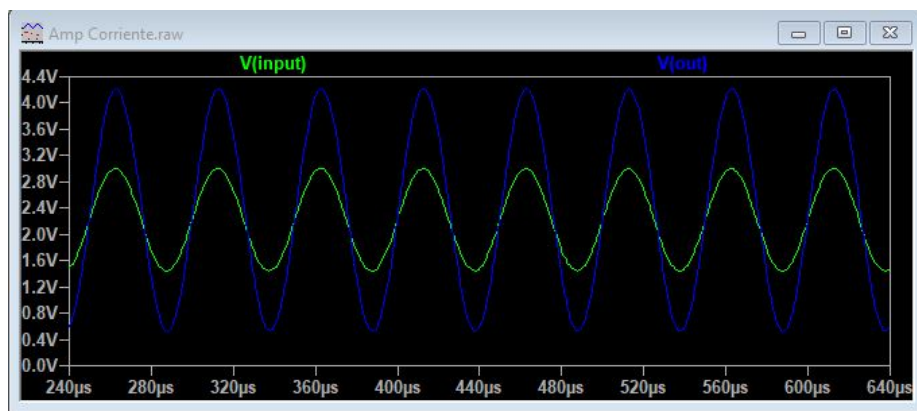 Amp Corriente.raw
V(input) V(out)
4.4V
4.0V
3.6V
3.2V
2.8V
2.4V
2.0V
1.6V
1.2V
0.8V
0.4V
0.0V
240µs 280µs 320µs 360µs 400µs 440µs 480µs 520µs 560µs 600µs 640µs